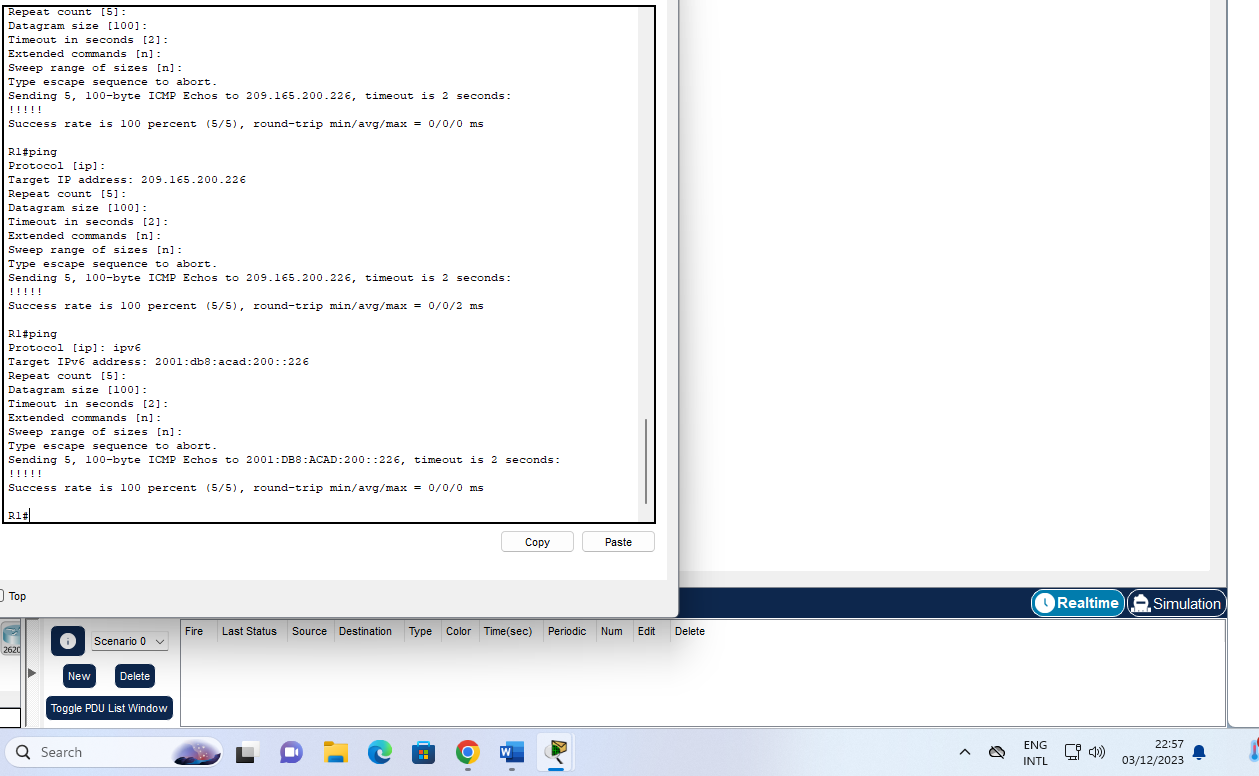 Repeat count [5]:
Datagram size [100]:
Timeout in seconds [2]:
Extended commands [n]:
Sweep range of sizes [n]:
Type escape sequence to abort.
Sending 5, 100-byte ICMP Echos to 209.165.200.226, timeout is 2 seconds:
!!!!!
Success rate is 100 percent (5/5), round-trip min/avg/max = 0/0/0 ms
R1#ping
Protocol [ip]:
Target IP address: 209.165.200.226
Repeat count [5]:
Datagram size [100]:
Timeout in seconds [2]:
Extended commands [n]:
Sweep range of sizes [n]:
Type escape sequence to abort.
Sending 5, 100-byte ICMP Echos to 209.165.200.226, timeout is 2 seconds:
!!!!!
Success rate is 100 percent (5/5), round-trip min/avg/max = 0/0/2 ms
R1#ping
Protocol [ip]: ipv6
Target IPv6 address: 2001:db8:acad:200::226
Repeat count [5]:
Datagram size [100]:
Timeout in seconds [2]:
Extended commands [n]:
Sweep range of sizes [n]:
Type escape sequence to abort.
Sending 5, 100-byte ICMP Echos to 2001:DB8:ACAD:200::226, timeout is 2 seconds:
!!!!!
Success rate is 100 percent (5/5), round-trip min/avg/max = 0/0/0 ms
R1#
Copy Paste
Top
Realtime Simulation
2620
Scenario 0
New Delete
Toggle PDU List Window
Fire Last Status Source Destination Type Color Time(sec) Periodic Num Edit Delete
Search
ENG
INTL
22:57
03/12/2023